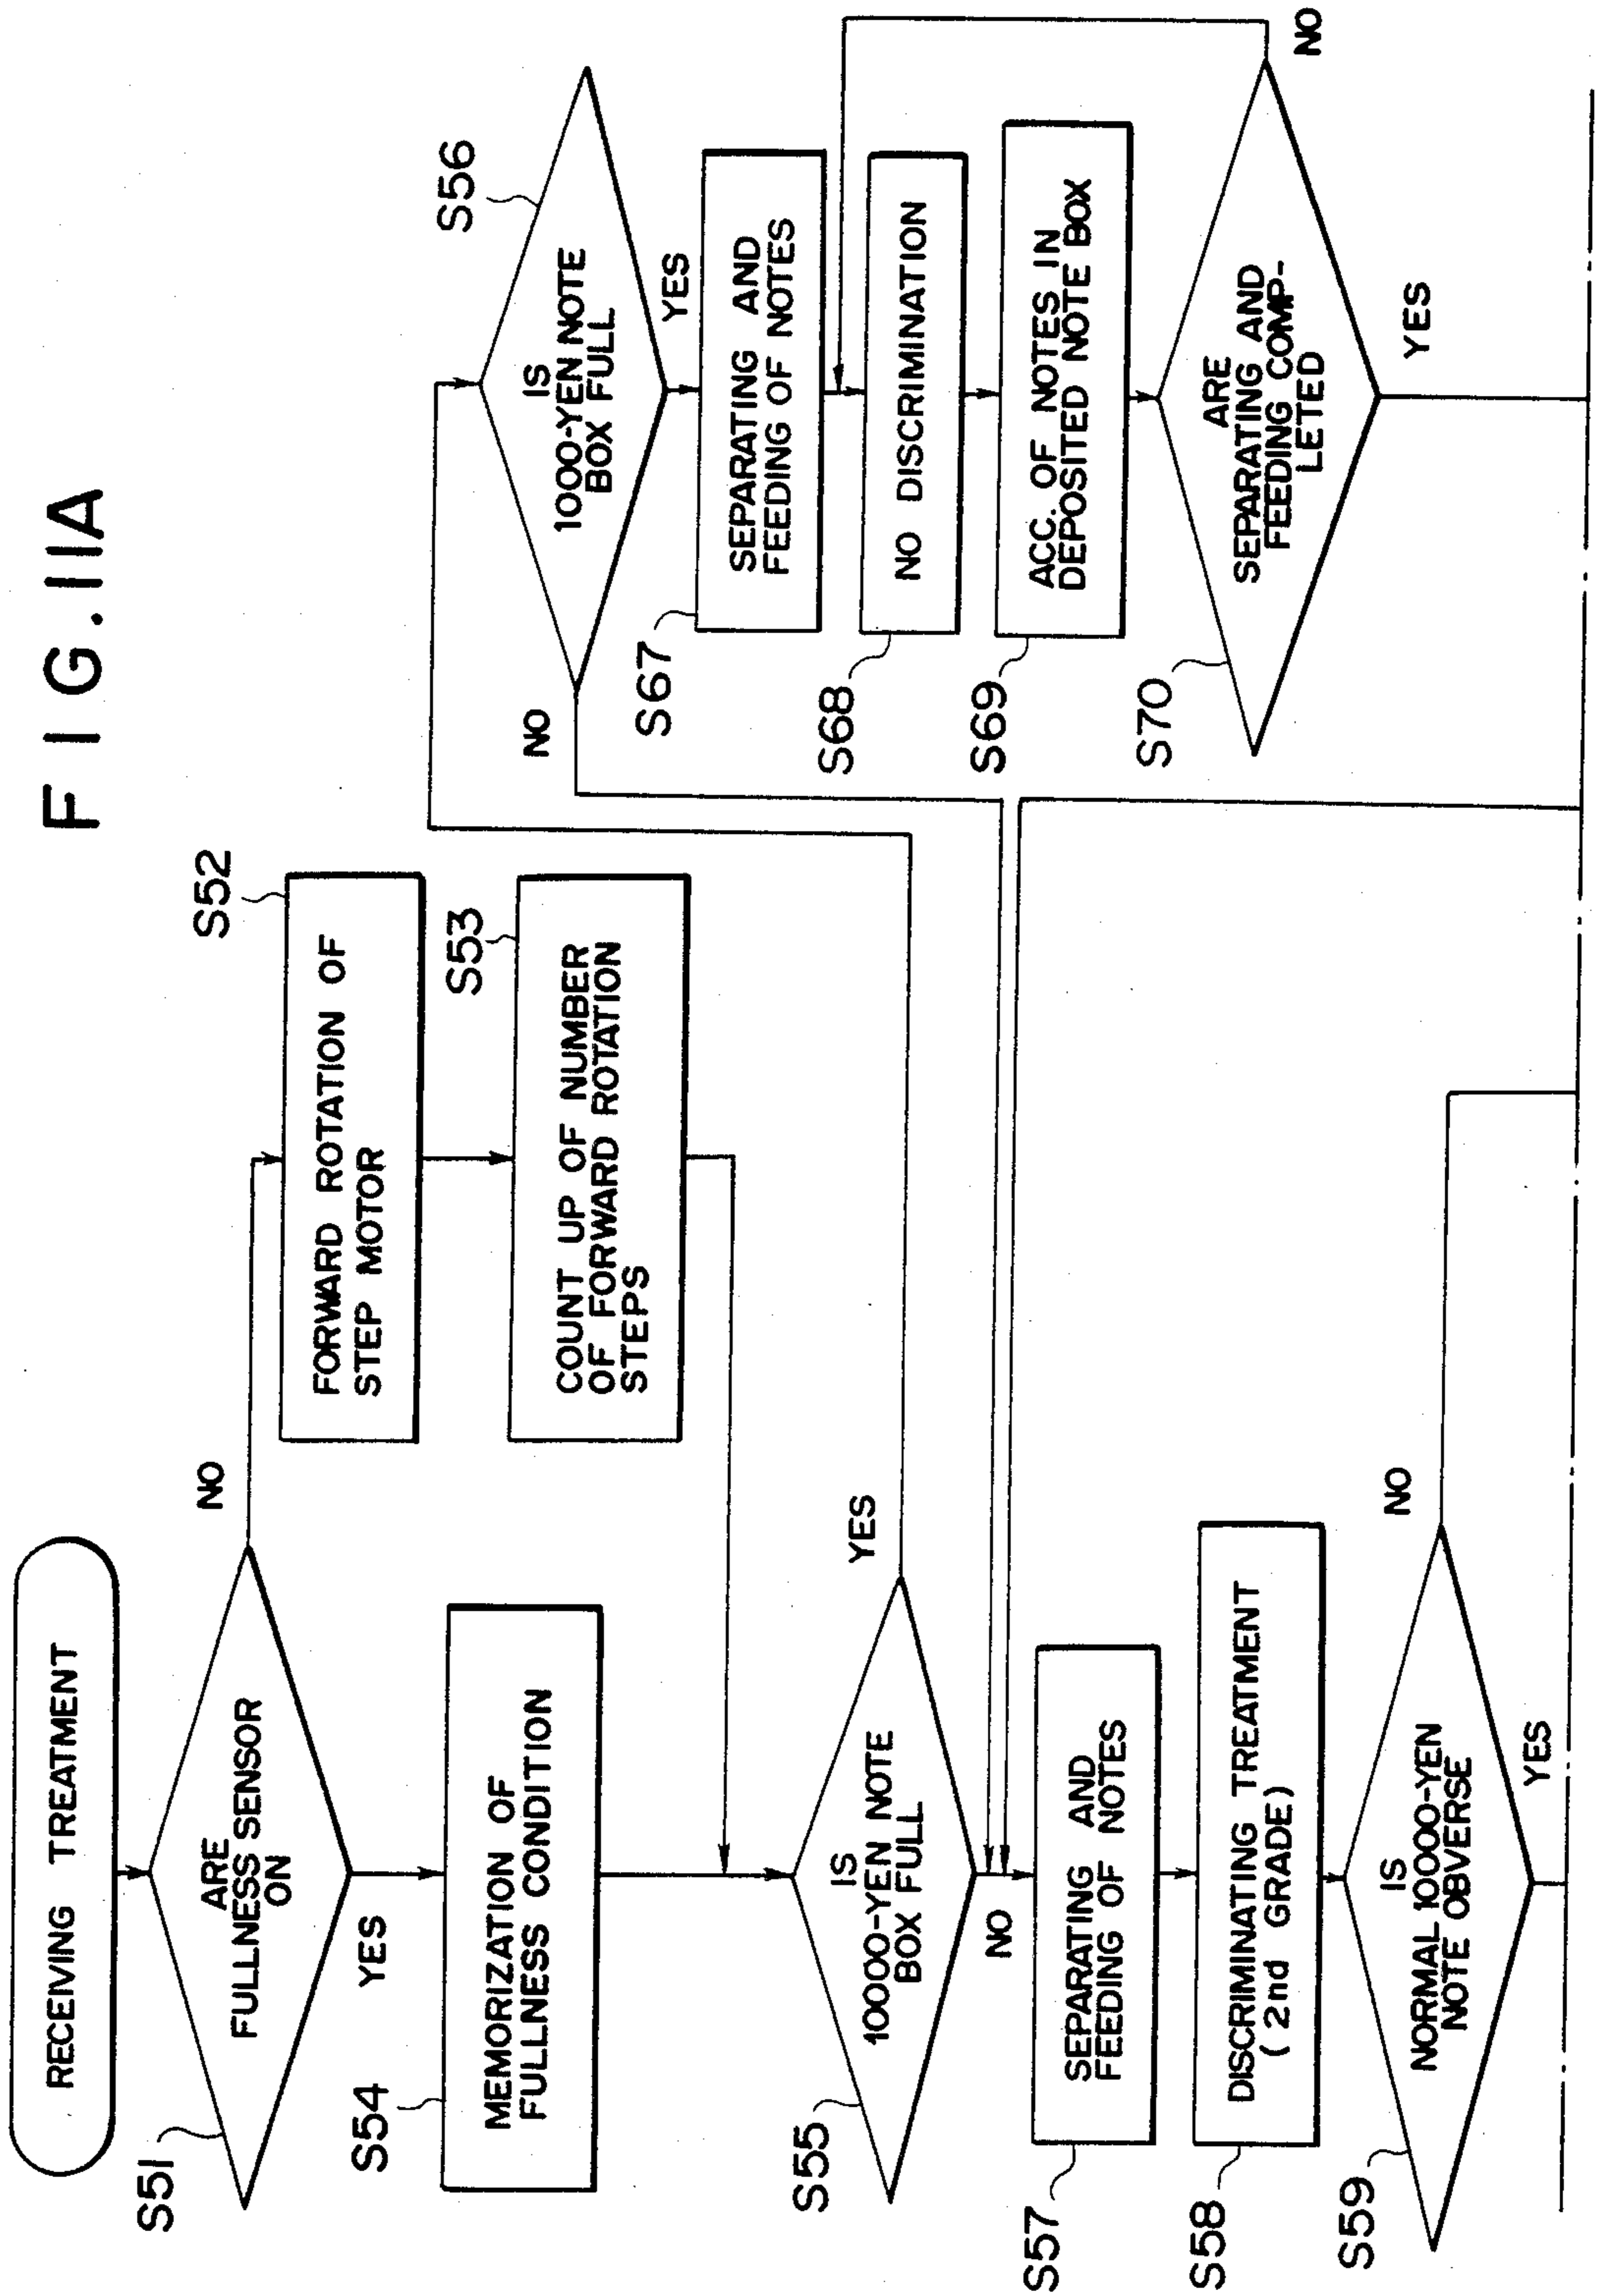 FIG. 11A
RECEIVING TREATMENT
S51
ARE
FULLNESS SENSOR
ON
NO
YES
S52
FORWARD ROTATION OF
STEP MOTOR
S53
COUNT UP OF NUMBER
OF FORWARD ROTATION
STEPS
S54
MEMORIZATION OF
FULLNESS CONDITION
S55
IS
10000-YEN NOTE
BOX FULL
YES
NO
S56
IS
1000-YEN NOTE
BOX FULL
NO
YES
S67
SEPARATING AND
FEEDING OF NOTES
S68
NO DISCRIMINATION
S69
ACC. OF NOTES IN
DEPOSITED NOTE BOX
S70
ARE
SEPARATING AND
FEEDING COMP-
LETED
NO
YES
S57
SEPARATING AND
FEEDING OF NOTES
S58
DISCRIMINATING TREATMENT
( 2nd GRADE)
S59
IS
NORMAL 10000-YEN
NOTE OBVERSE
NO
YES